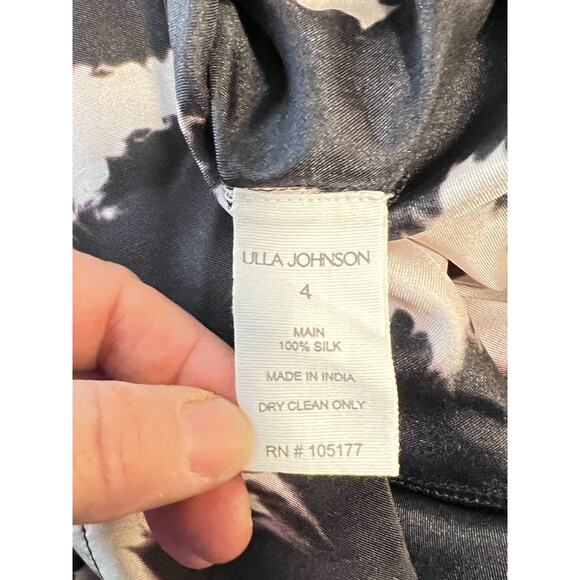 ULLA JOHNSON
4
MAIN
100% SILK
MADE IN INDIA
DRY CLEAN ONLY
RN # 105177